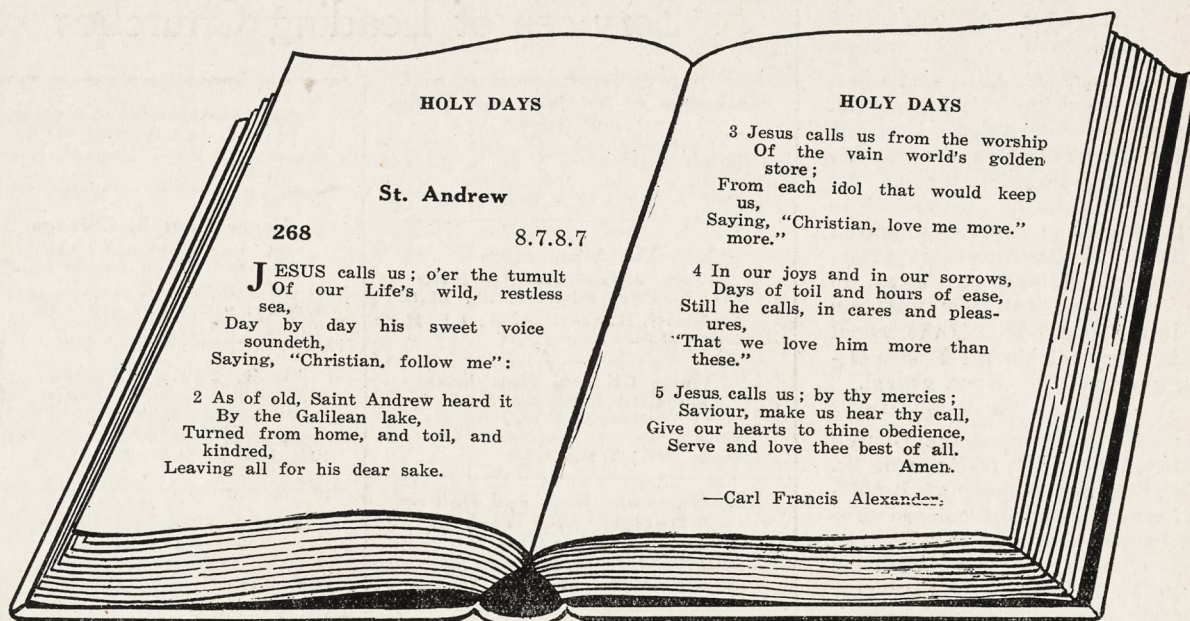 HOLY DAYS
St. Andrew
268 8.7.8.7
JESUS calls us; o'er the tumult
Of our Life's wild, restless
sea,
Day by day his sweet voice
soundeth,
Saying, "Christian, follow me":
2 As of old, Saint Andrew heard it
By the Galilean lake,
Turned from home, and toil, and
kindred,
Leaving all for his dear sake.
HOLY DAYS
3 Jesus calls us from the worship
Of the vain world's golden
store;
From each idol that would keep
us,
Saying, "Christian, love me more."
more."
4 In our joys and in our sorrows,
Days of toil and hours of ease,
Still he calls, in cares and pleas-
ures,
"That we love him more than
these."
5 Jesus calls us; by thy mercies;
Saviour, make us hear thy call,
Give our hearts to thine obedience,
Serve and love thee best of all.
Amen.
—Carl Francis Alexander.